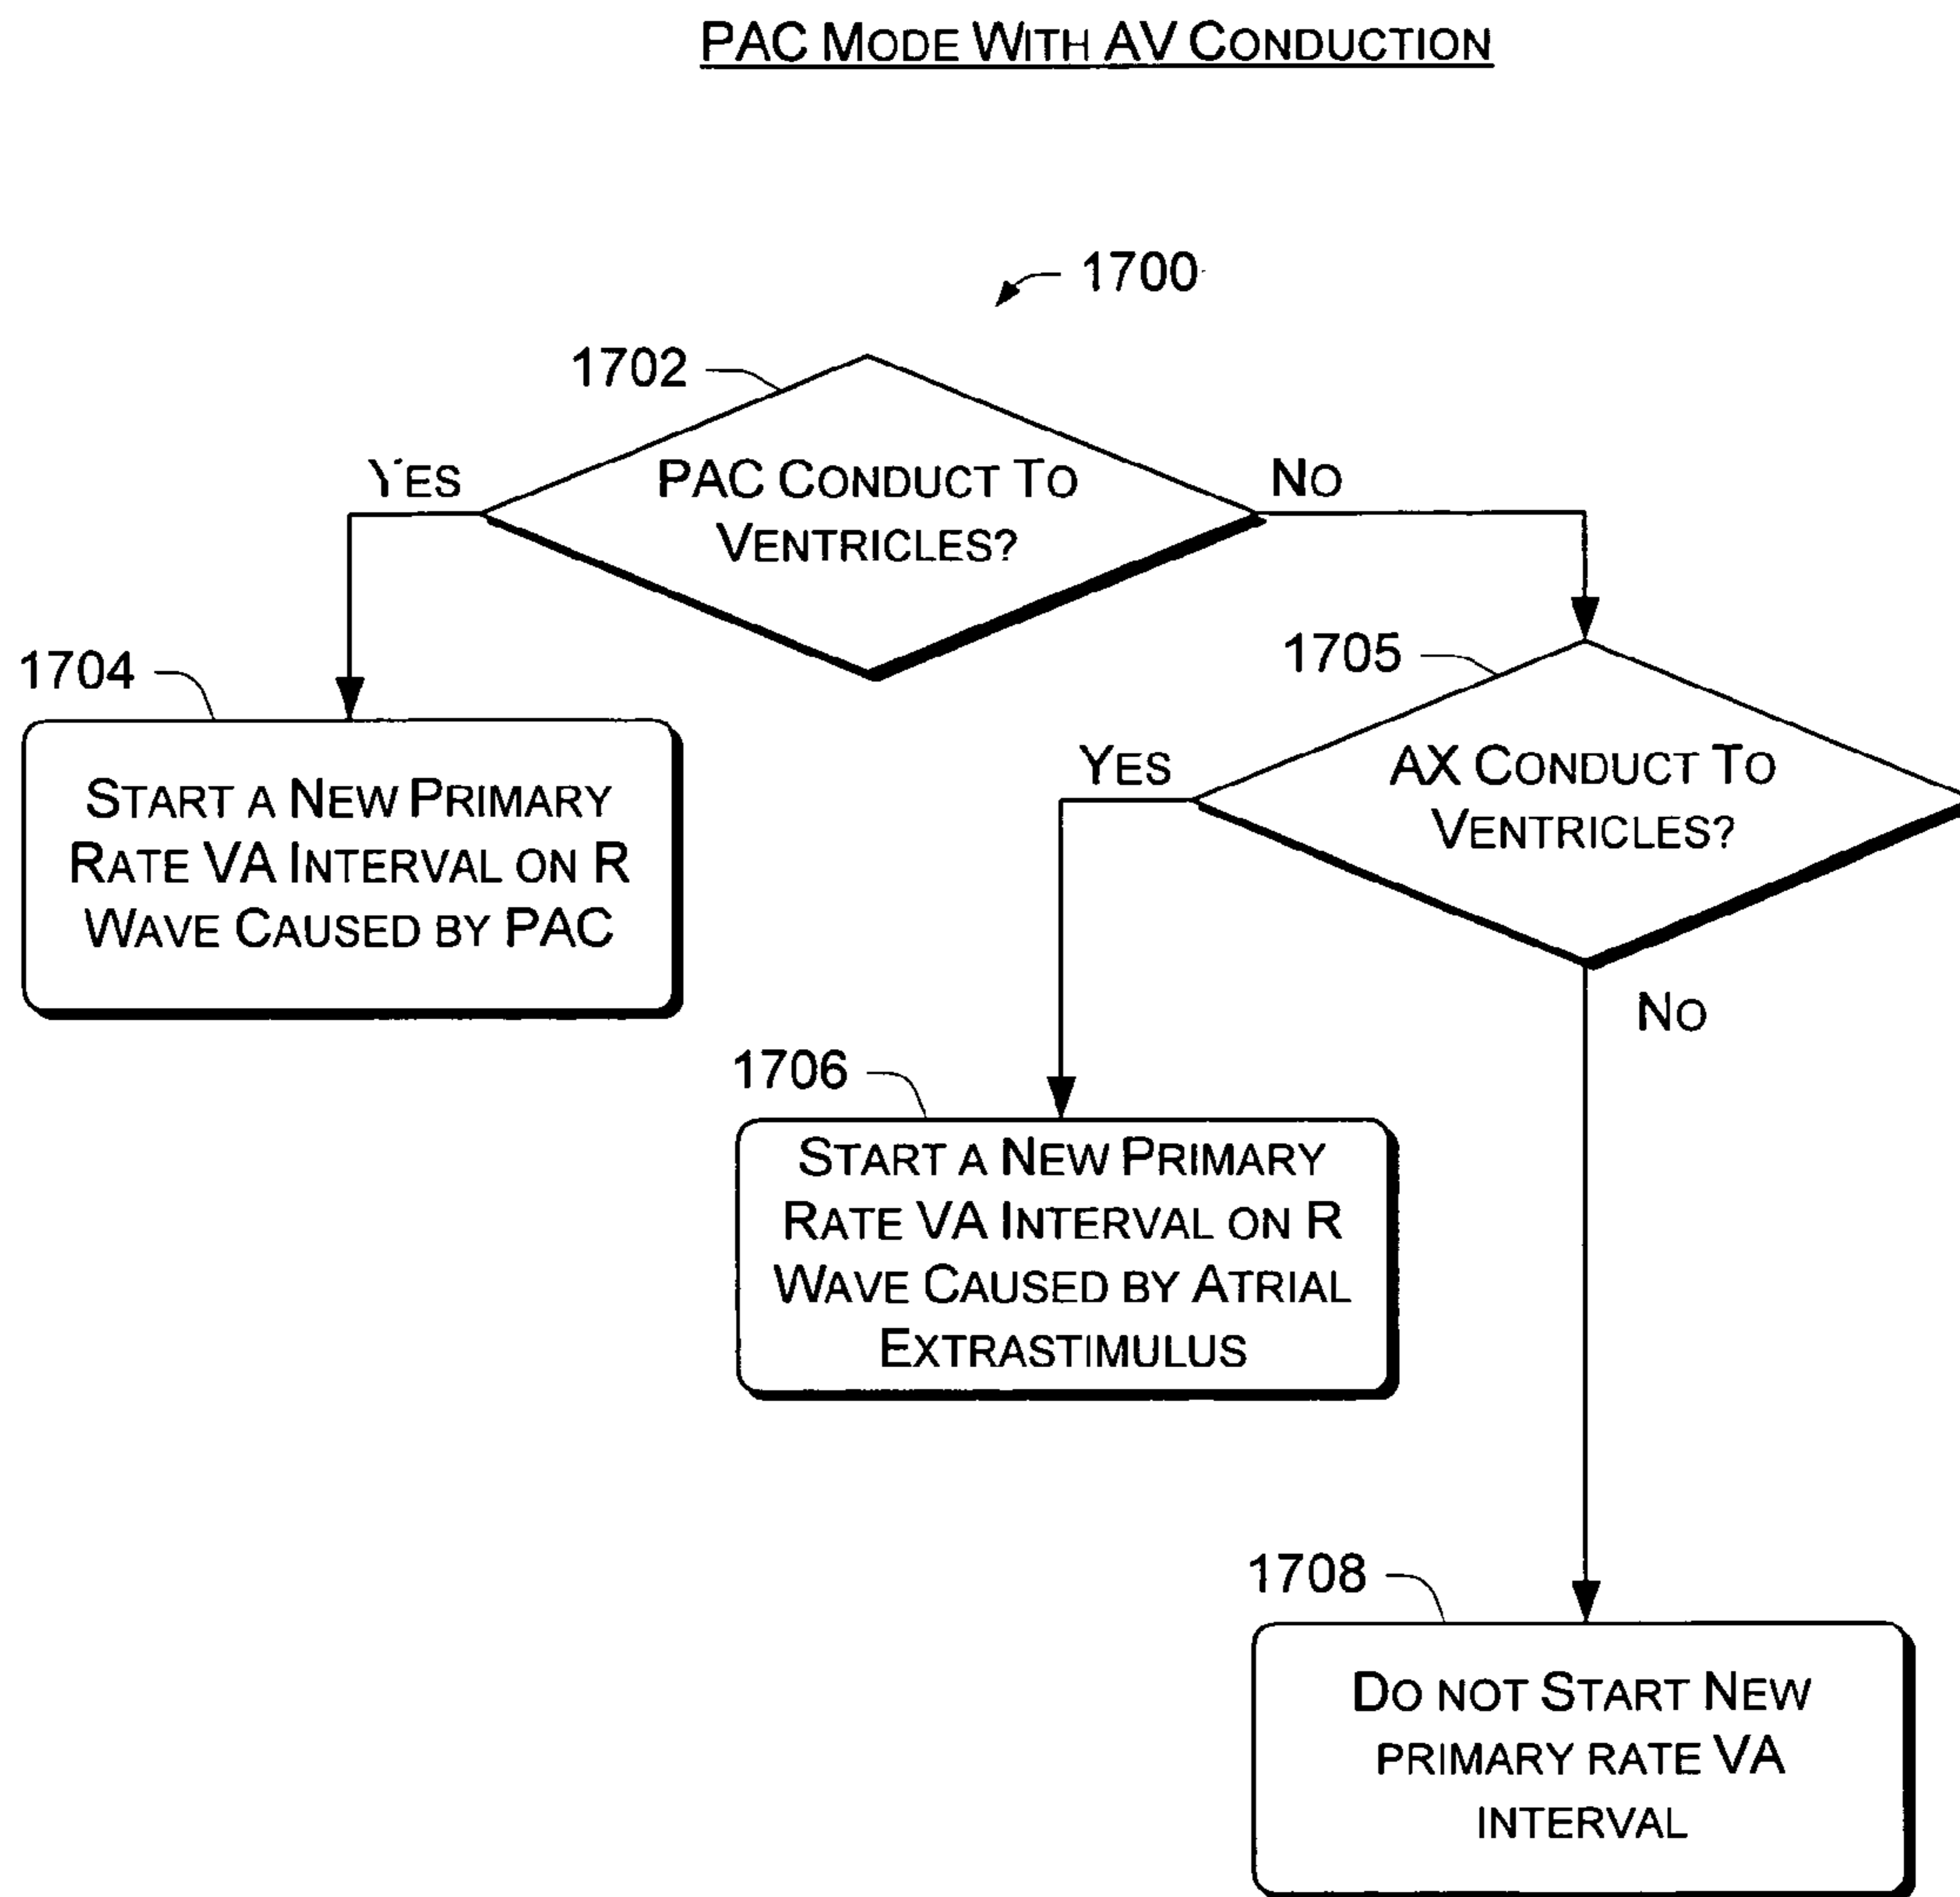 PAC MODE WITH AV CONDUCTION
1700
1702
YES
PAC CONDUCT TO
VENTRICLES?
NO
1704
START A NEW PRIMARY
RATE VA INTERVAL ON R
WAVE CAUSED BY PAC
1705
YES
AX CONDUCT TO
VENTRICLES?
NO
1706
START A NEW PRIMARY
RATE VA INTERVAL ON R
WAVE CAUSED BY ATRIAL
EXTRASTIMULUS
1708
DO NOT START NEW
PRIMARY RATE VA
INTERVAL